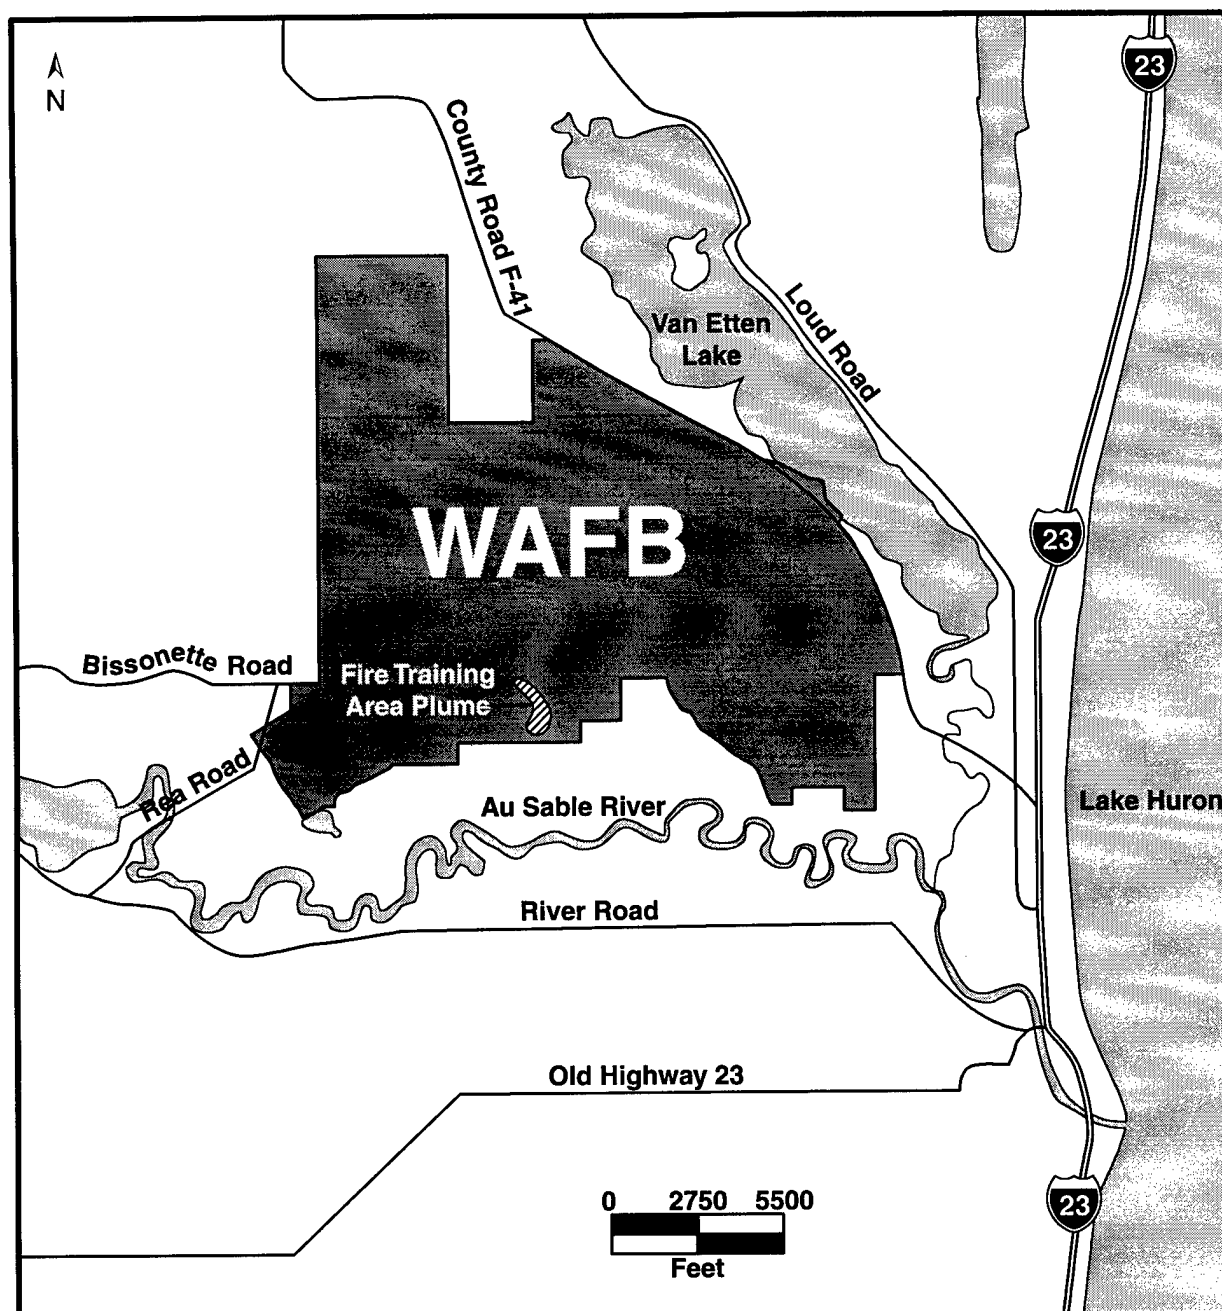 23
N
County Road F-41
Van Etten
Lake
Loud Road
WAFB
23
Bissonette Road
Fire Training
Area Plume
Rea Road
Au Sable River
Lake Huron
River Road
Old Highway 23
0 2750 5500
Feet
23